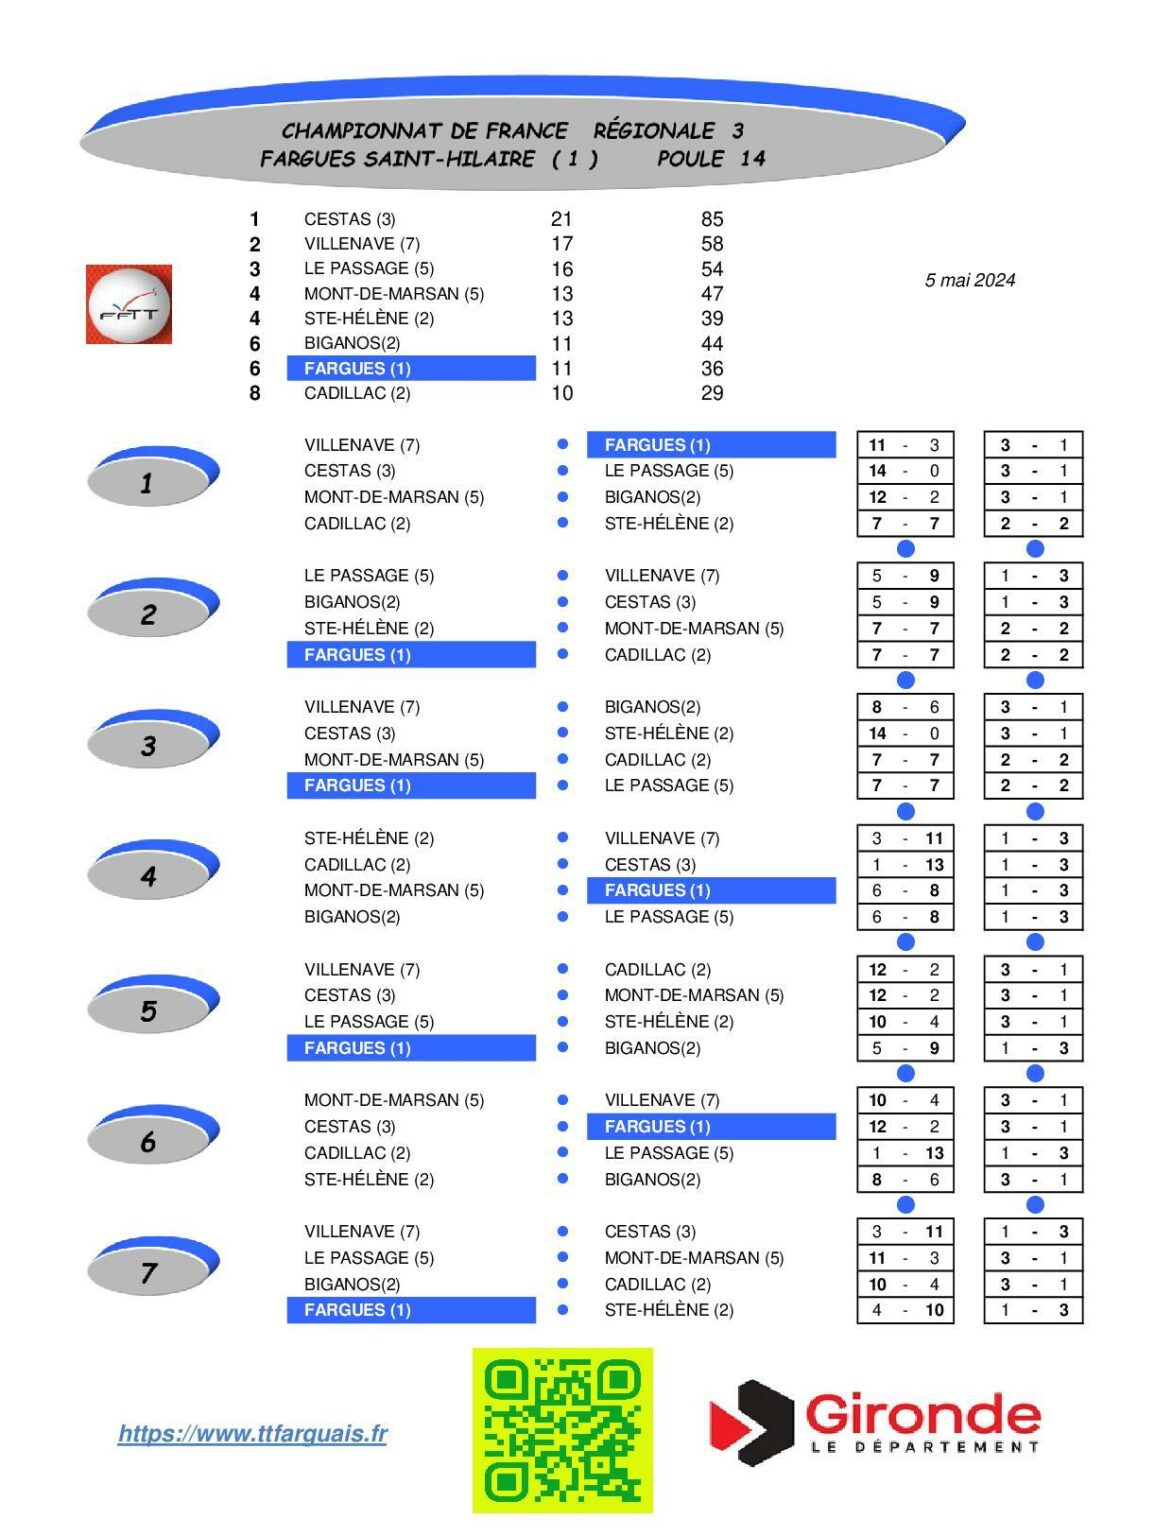 CHAMPIONNAT DE FRANCE RÉGIONALE 3
FARGUES SAINT-HILAIRE ( 1 ) POULE 14
1 CESTAS (3) 21 85
2 VILLENAVE (7) 17 58
3 LE PASSAGE (5) 16 54
4 MONT-DE-MARSAN (5) 13 47
4 STE-HÉLÈNE (2) 13 39
6 BIGANOS(2) 11 44
6 FARGUES (1) 11 36
8 CADILLAC (2) 10 29
5 mai 2024
FFTT
1
VILLENAVE (7) FARGUES (1) 11 - 3 3 - 1
CESTAS (3) LE PASSAGE (5) 14 - 0 3 - 1
MONT-DE-MARSAN (5) BIGANOS(2) 12 - 2 3 - 1
CADILLAC (2) STE-HÉLÈNE (2) 7 - 7 2 - 2
2
LE PASSAGE (5) VILLENAVE (7) 5 - 9 1 - 3
BIGANOS(2) CESTAS (3) 5 - 9 1 - 3
STE-HÉLÈNE (2) MONT-DE-MARSAN (5) 7 - 7 2 - 2
FARGUES (1) CADILLAC (2) 7 - 7 2 - 2
3
VILLENAVE (7) BIGANOS(2) 8 - 6 3 - 1
CESTAS (3) STE-HÉLÈNE (2) 14 - 0 3 - 1
MONT-DE-MARSAN (5) CADILLAC (2) 7 - 7 2 - 2
FARGUES (1) LE PASSAGE (5) 7 - 7 2 - 2
4
STE-HÉLÈNE (2) VILLENAVE (7) 3 - 11 1 - 3
CADILLAC (2) CESTAS (3) 1 - 13 1 - 3
MONT-DE-MARSAN (5) FARGUES (1) 6 - 8 1 - 3
BIGANOS(2) LE PASSAGE (5) 6 - 8 1 - 3
5
VILLENAVE (7) CADILLAC (2) 12 - 2 3 - 1
CESTAS (3) MONT-DE-MARSAN (5) 12 - 2 3 - 1
LE PASSAGE (5) STE-HÉLÈNE (2) 10 - 4 3 - 1
FARGUES (1) BIGANOS(2) 5 - 9 1 - 3
6
MONT-DE-MARSAN (5) VILLENAVE (7) 10 - 4 3 - 1
CESTAS (3) FARGUES (1) 12 - 2 3 - 1
CADILLAC (2) LE PASSAGE (5) 1 - 13 1 - 3
STE-HÉLÈNE (2) BIGANOS(2) 8 - 6 3 - 1
7
VILLENAVE (7) CESTAS (3) 3 - 11 1 - 3
LE PASSAGE (5) MONT-DE-MARSAN (5) 11 - 3 3 - 1
BIGANOS(2) CADILLAC (2) 10 - 4 3 - 1
FARGUES (1) STE-HÉLÈNE (2) 4 - 10 1 - 3
https://www.ttfarguais.fr
Gironde
LE DÉPARTEMENT